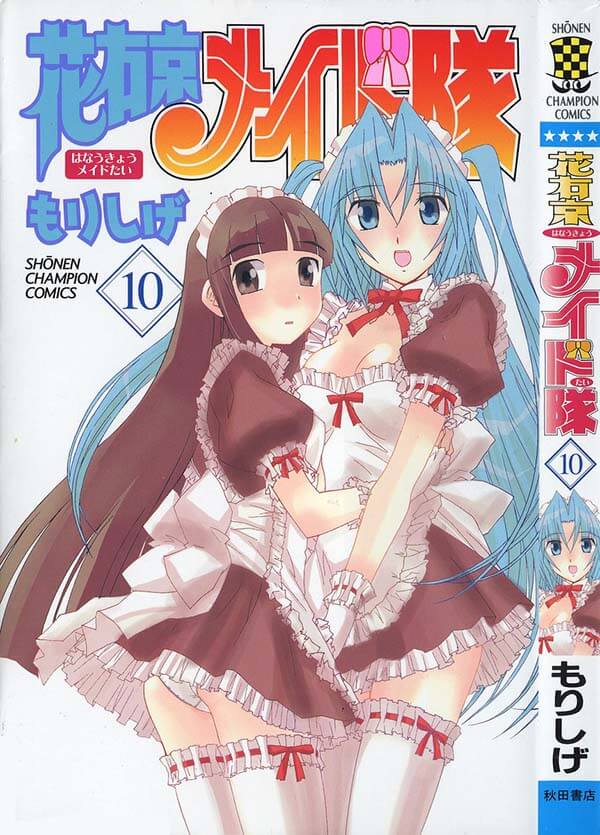 花右京メイド隊
はなうきょう
メイドたい
もりしげ
SHŌNEN
CHAMPION
COMICS
10
SHŌNEN
CHAMPION
COMICS
花右京
はなうきょう
メイド隊
たい
10
もりしげ
秋田書店